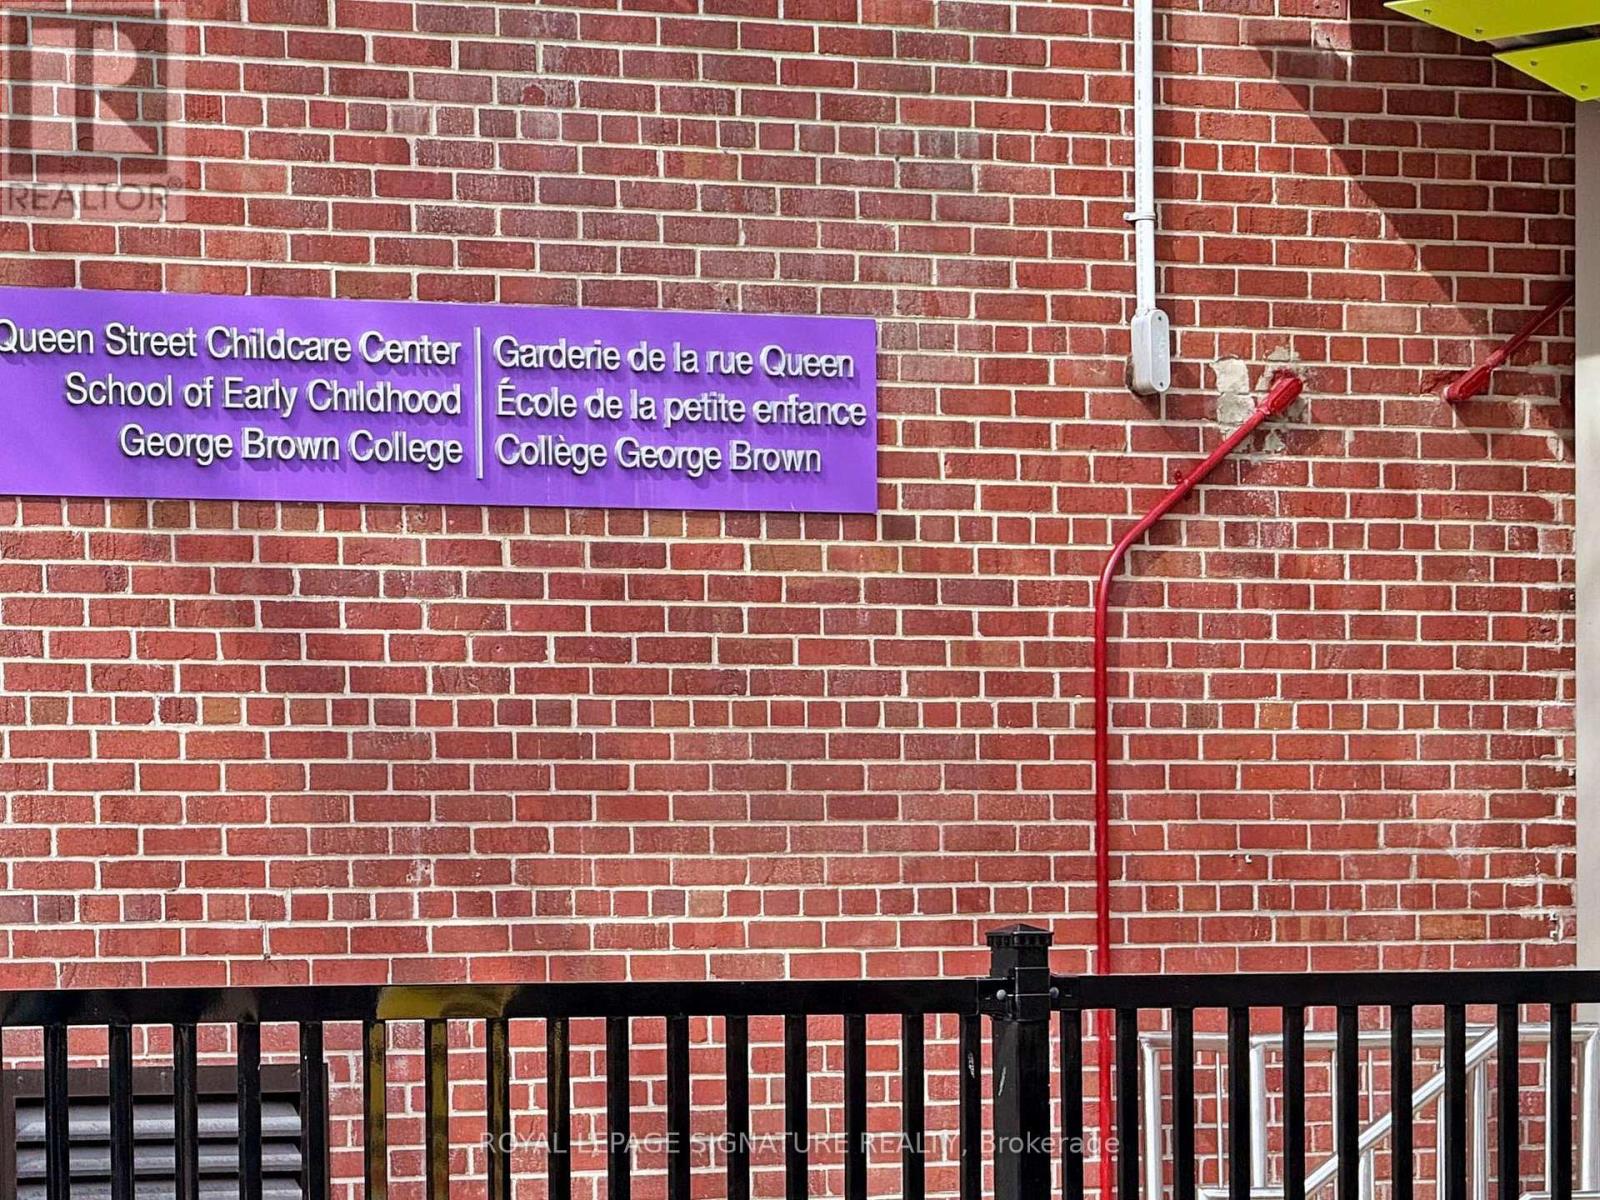 REALTOR®
Queen Street Childcare Center
School of Early Childhood
George Brown College
Garderie de la rue Queen
École de la petite enfance
Collège George Brown
ROYAL LEPAGE SIGNATURE REALTY, Brokerage